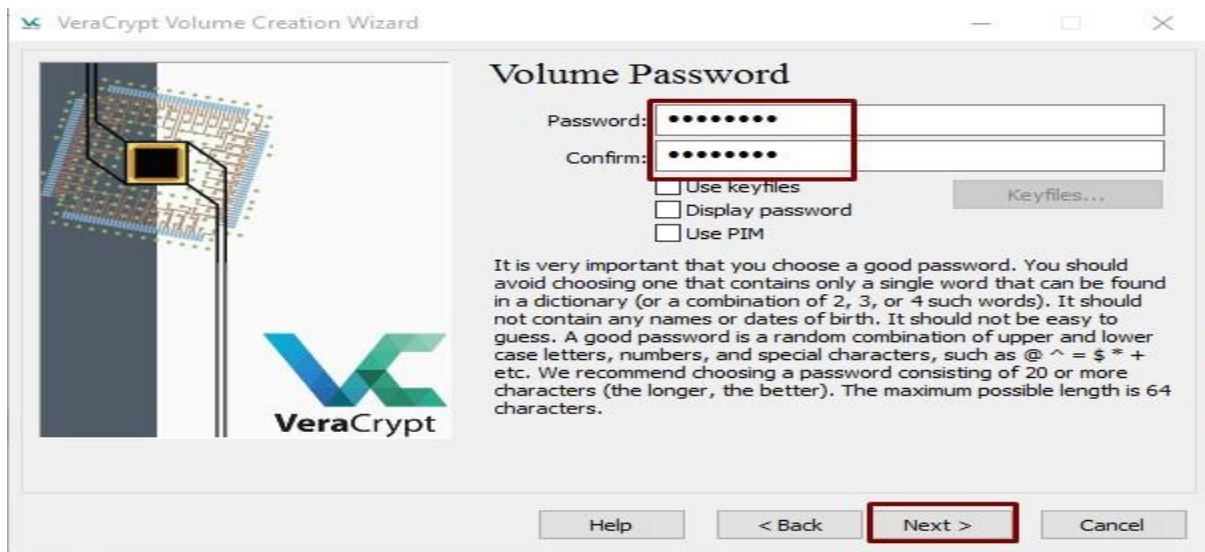 VeraCrypt Volume Creation Wizard
Volume Password
Password: ••••••••
Confirm: ••••••••
Use keyfiles
Keyfiles...
Display password
Use PIM
It is very important that you choose a good password. You should
avoid choosing one that contains only a single word that can be found
in a dictionary (or a combination of 2, 3, or 4 such words). It should
not contain any names or dates of birth. It should not be easy to
guess. A good password is a random combination of upper and lower
case letters, numbers, and special characters, such as @ ^ = $ * +
etc. We recommend choosing a password consisting of 20 or more
characters (the longer, the better). The maximum possible length is 64
characters.
VeraCrypt
Help
< Back
Next >
Cancel